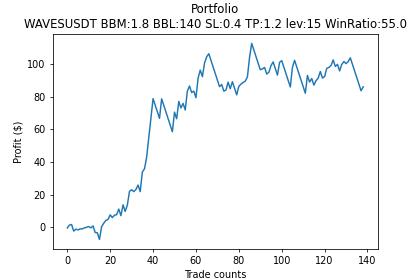 Portfolio
WAVESUSDT BBM:1.8 BBL:140 SL:0.4 TP:1.2 lev:15 WinRatio:55.0
Profit ($)
100
80
60
40
20
0
0 20 40 60 80 100 120 140
Trade counts